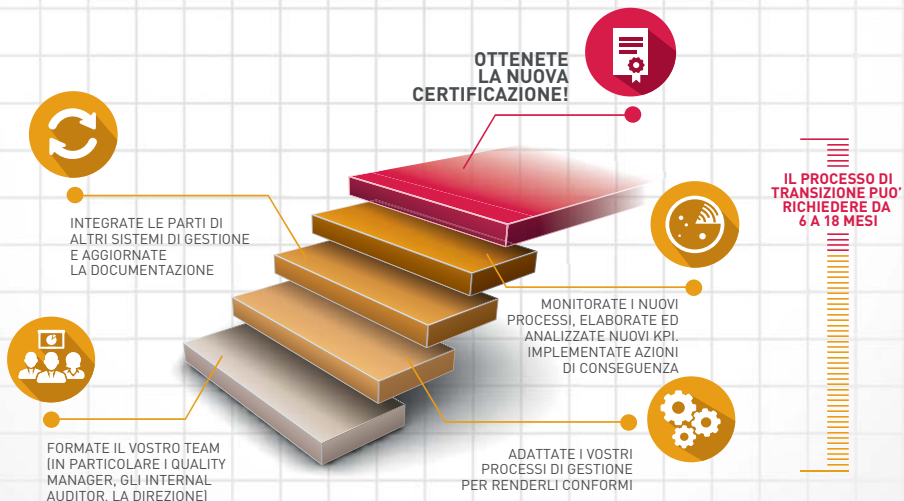 OTTENETE
LA NUOVA
CERTIFICAZIONE!
INTEGRATE LE PARTI DI
ALTRI SISTEMI DI GESTIONE
E AGGIORNATE
LA DOCUMENTAZIONE
IL PROCESSO DI
TRANSIZIONE PUO'
RICHIEDERE DA
6 A 18 MESI
MONITORATE I NUOVI
PROCESSI, ELABORATE ED
ANALIZZATE NUOVI KPI.
IMPLEMENTATE AZIONI
DI CONSEGUENZA
FORMATE IL VOSTRO TEAM
(IN PARTICOLARE I QUALITY
MANAGER, GLI INTERNAL
AUDITOR, LA DIREZIONE)
ADATTATE I VOSTRI
PROCESSI DI GESTIONE
PER RENDERLI CONFORMI